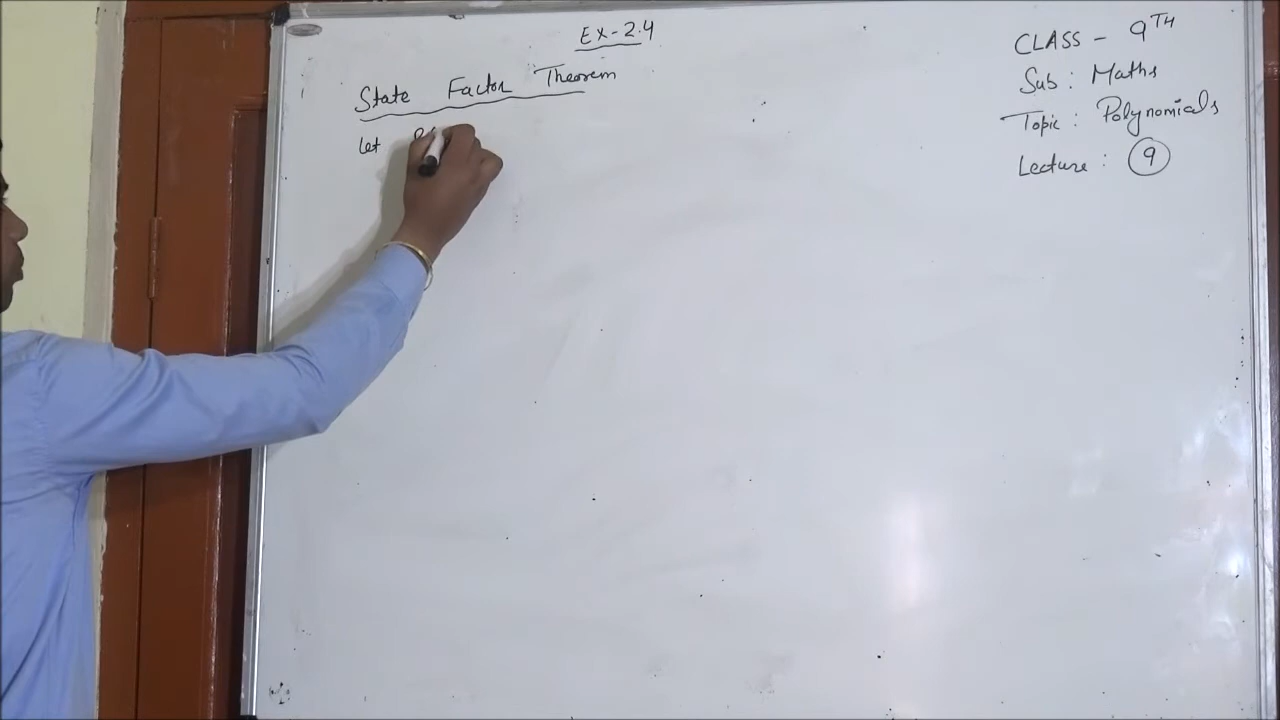 Ex-2.4
State Factor Theorem
Let P(
CLASS - 9TH
Sub : Maths
Topic : Polynomials
Lecture : 9